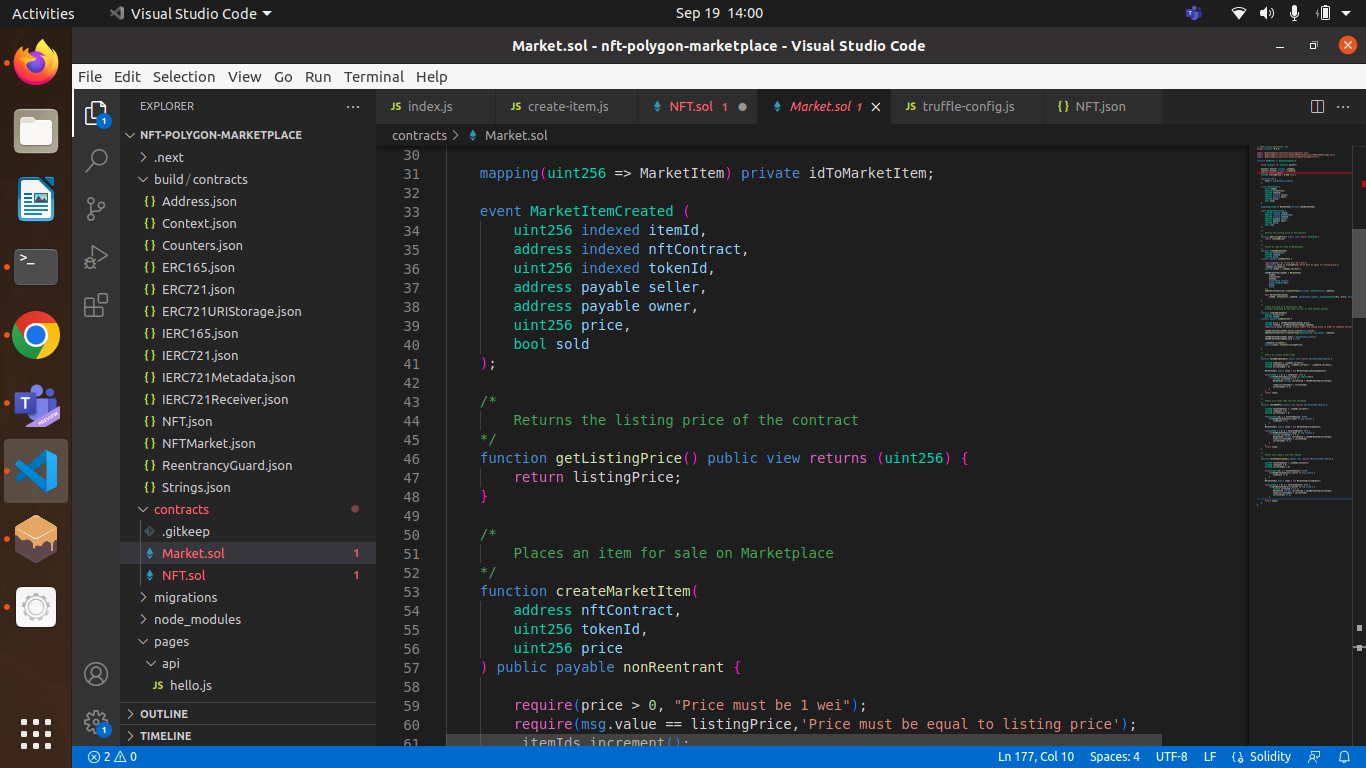 Activities
Visual Studio Code
Sep 19 14:00
Market.sol - nft-polygon-marketplace - Visual Studio Code
File Edit Selection View Go Run Terminal Help
EXPLORER
JS index.js
JS create-item.js
NFT.sol 1
Market.sol 1
JS truffle-config.js
{} NFT.json
contracts > Market.sol
1
NFT-POLYGON-MARKETPLACE
.next
build / contracts
{} Address.json
{} Context.json
{} Counters.json
{} ERC165.json
{} ERC721.json
{} ERC721URIStorage.json
{} IERC165.json
{} IERC721.json
{} IERC721Metadata.json
{} IERC721Receiver.json
{} NFT.json
{} NFTMarket.json
{} ReentrancyGuard.json
{} Strings.json
contracts
.gitkeep
Market.sol 1
NFT.sol 1
migrations
node_modules
pages
api
JS hello.js
OUTLINE
TIMELINE
1
30
31 mapping(uint256 => MarketItem) private idToMarketItem;
32
33 event MarketItemCreated (
34 uint256 indexed itemId,
35 address indexed nftContract,
36 uint256 indexed tokenId,
37 address payable seller,
38 address payable owner,
39 uint256 price,
40 bool sold
41 );
42
43 /*
44 Returns the listing price of the contract
45 */
46 function getListingPrice() public view returns (uint256) {
47 return listingPrice;
48 }
49
50 /*
51 Places an item for sale on Marketplace
52 */
53 function createMarketItem(
54 address nftContract,
55 uint256 tokenId,
56 uint256 price
57 ) public payable nonReentrant {
58
59 require(price > 0, "Price must be 1 wei");
60 require(msg.value == listingPrice,'Price must be equal to listing price');
61 _itemIds.increment();
2 0
Ln 177, Col 10
Spaces: 4
UTF-8
LF
Solidity